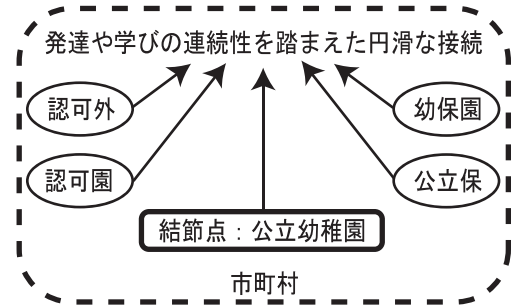 発達や学びの連続性を踏まえた円滑な接続
認可外
幼保園
認可園
公立保
結節点：公立幼稚園
市町村